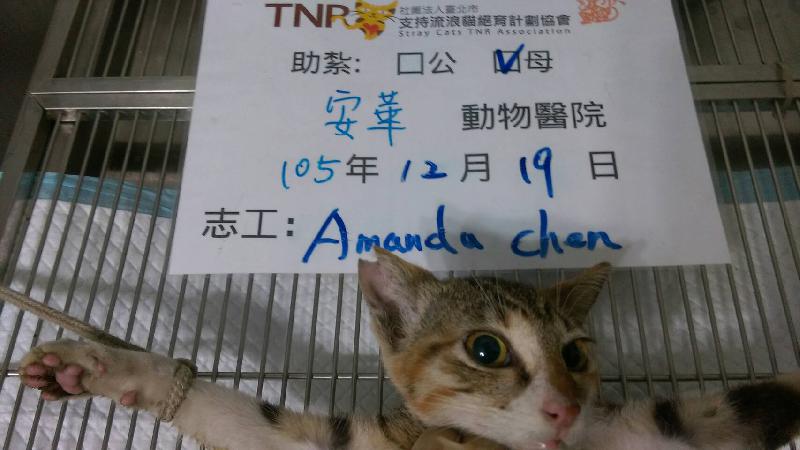 TNR 社團法人臺北市
支持流浪貓絕育計劃協會
Stray Cats TNR Association
助紮: 公 母
安華 動物醫院
105年 12月 19日
志工: Amanda chen